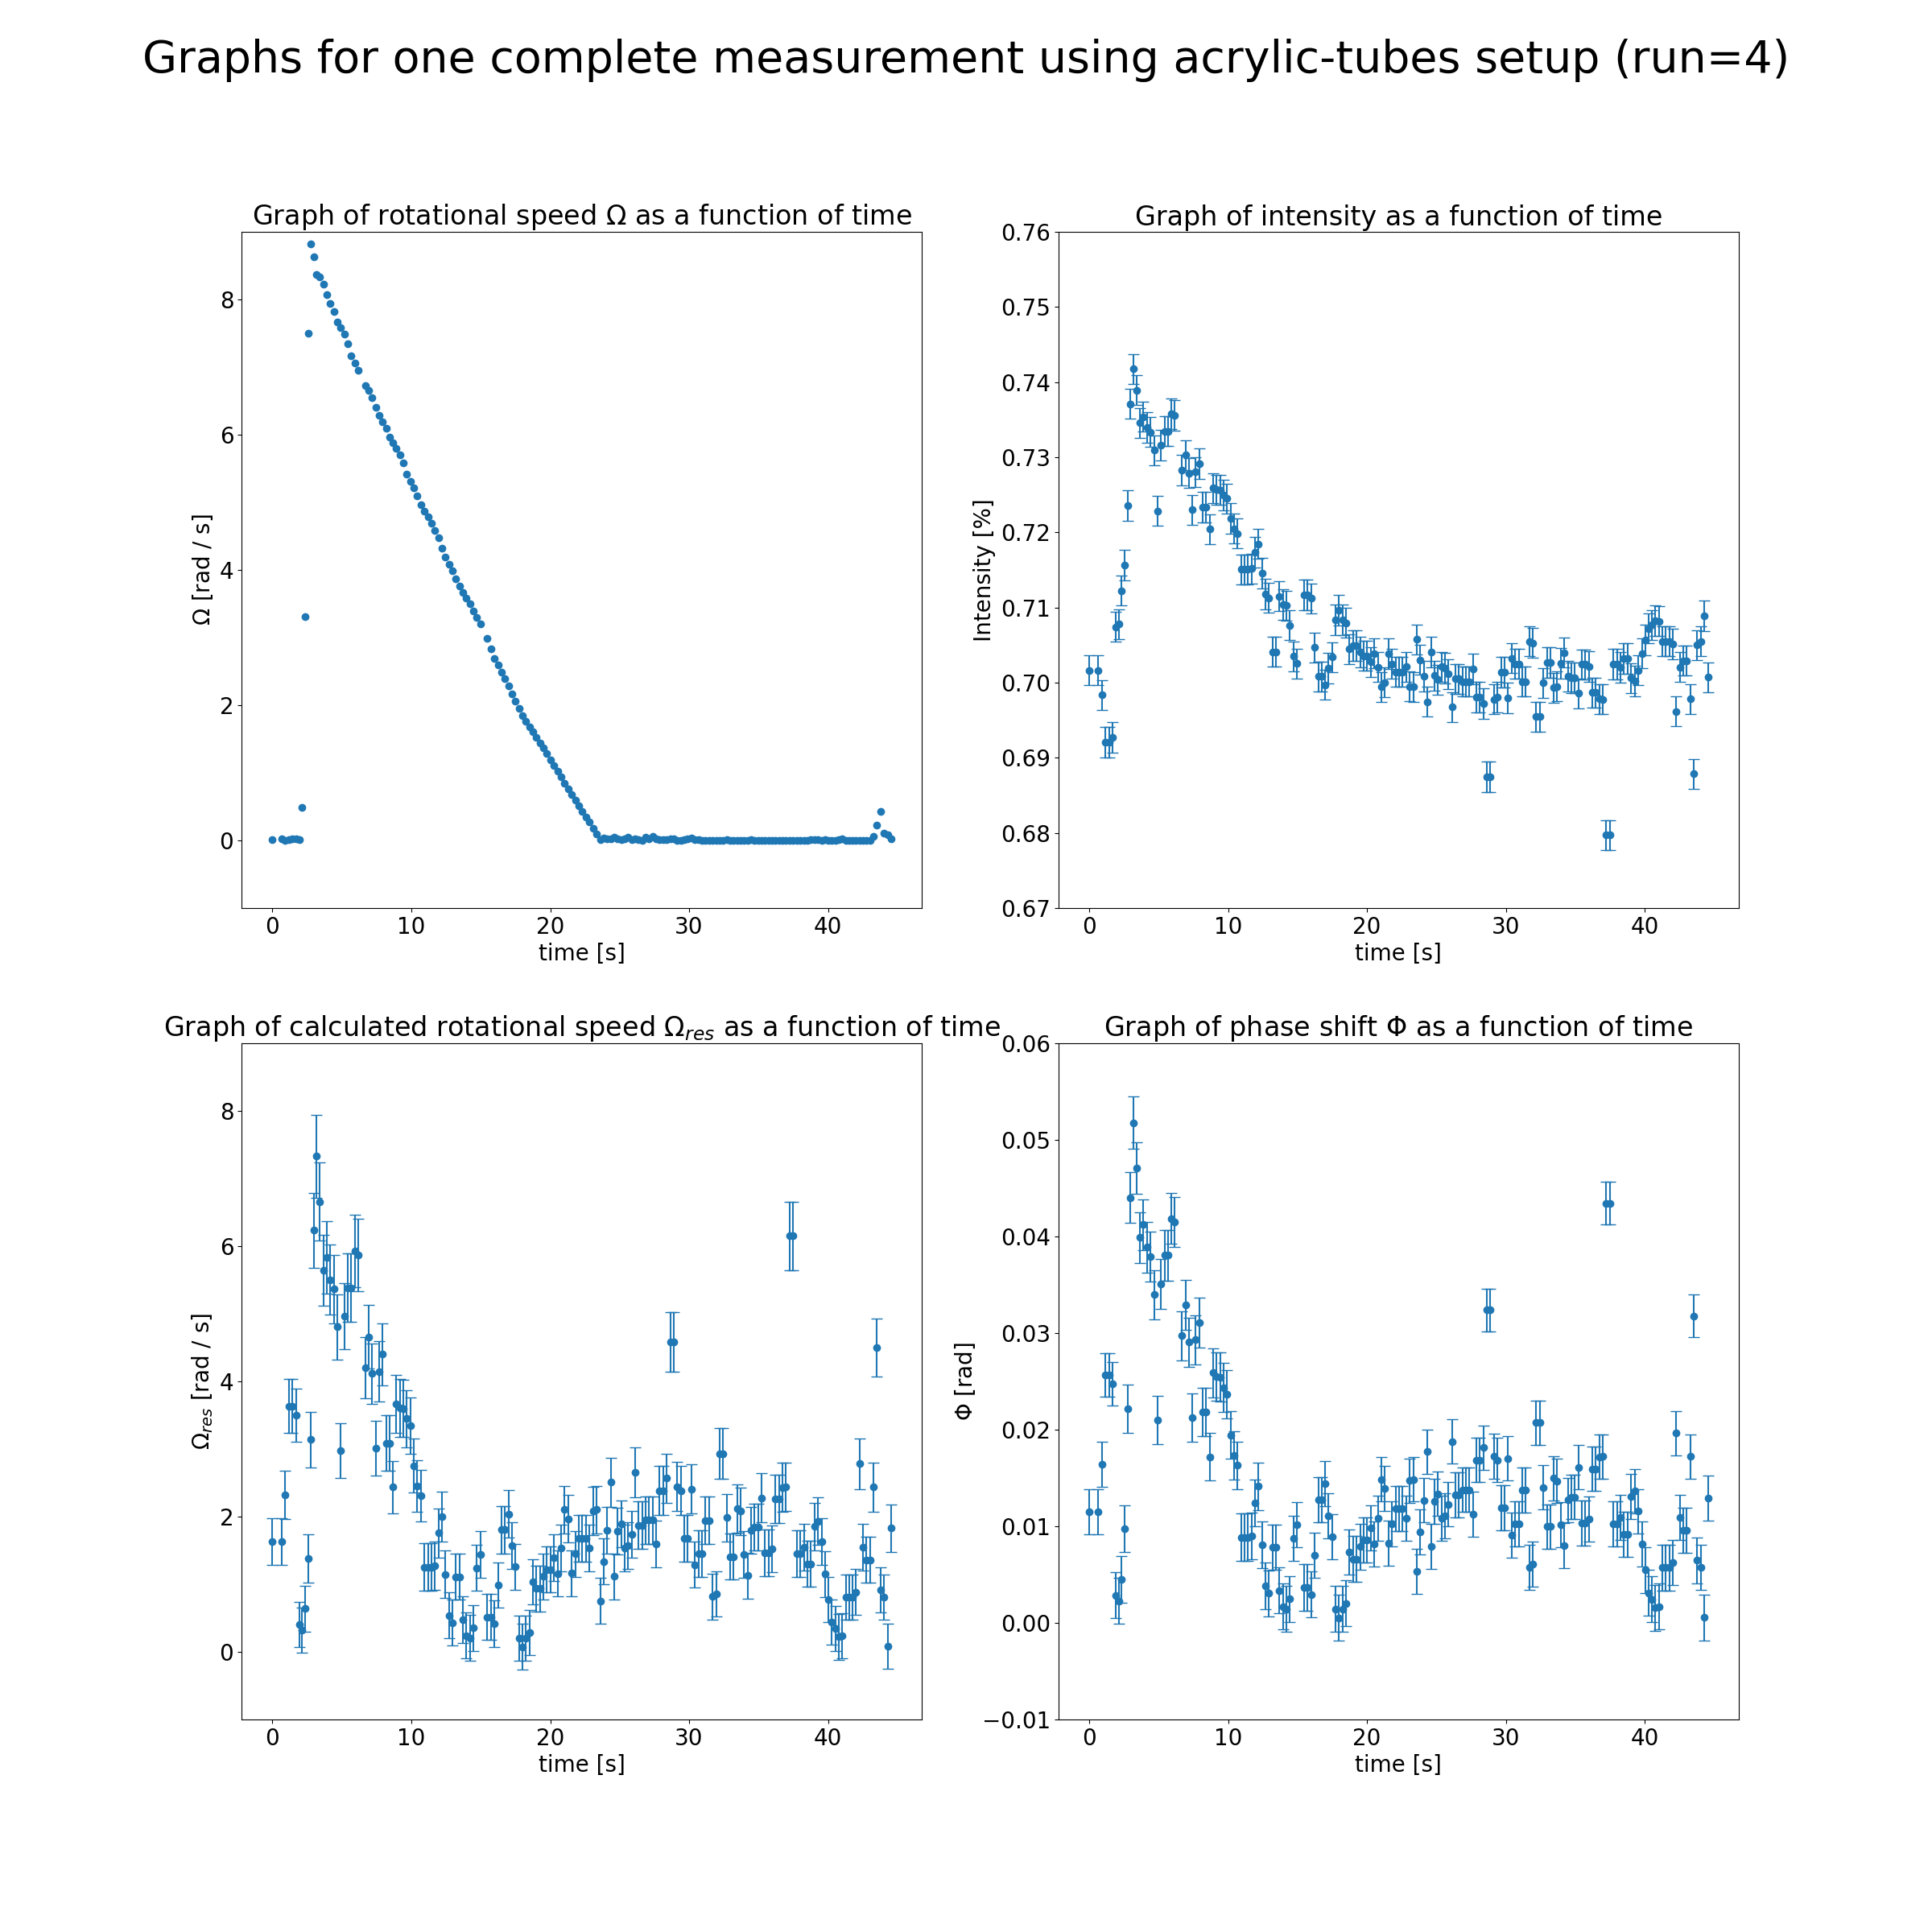 Graphs for one complete measurement using acrylic-tubes setup (run=4)
Graph of rotational speed Ω as a function of time
8
6
4
2
0
Ω [rad / s]
0 10 20 30 40
time [s]
Graph of intensity as a function of time
0.76
0.75
0.74
0.73
0.72
0.71
0.70
0.69
0.68
0.67
Intensity [%]
0 10 20 30 40
time [s]
Graph of calculated rotational speed Ωres as a function of time
8
6
4
2
0
Ωres [rad / s]
0 10 20 30 40
time [s]
Graph of phase shift Φ as a function of time
0.06
0.05
0.04
0.03
0.02
0.01
0.00
−0.01
Φ [rad]
0 10 20 30 40
time [s]